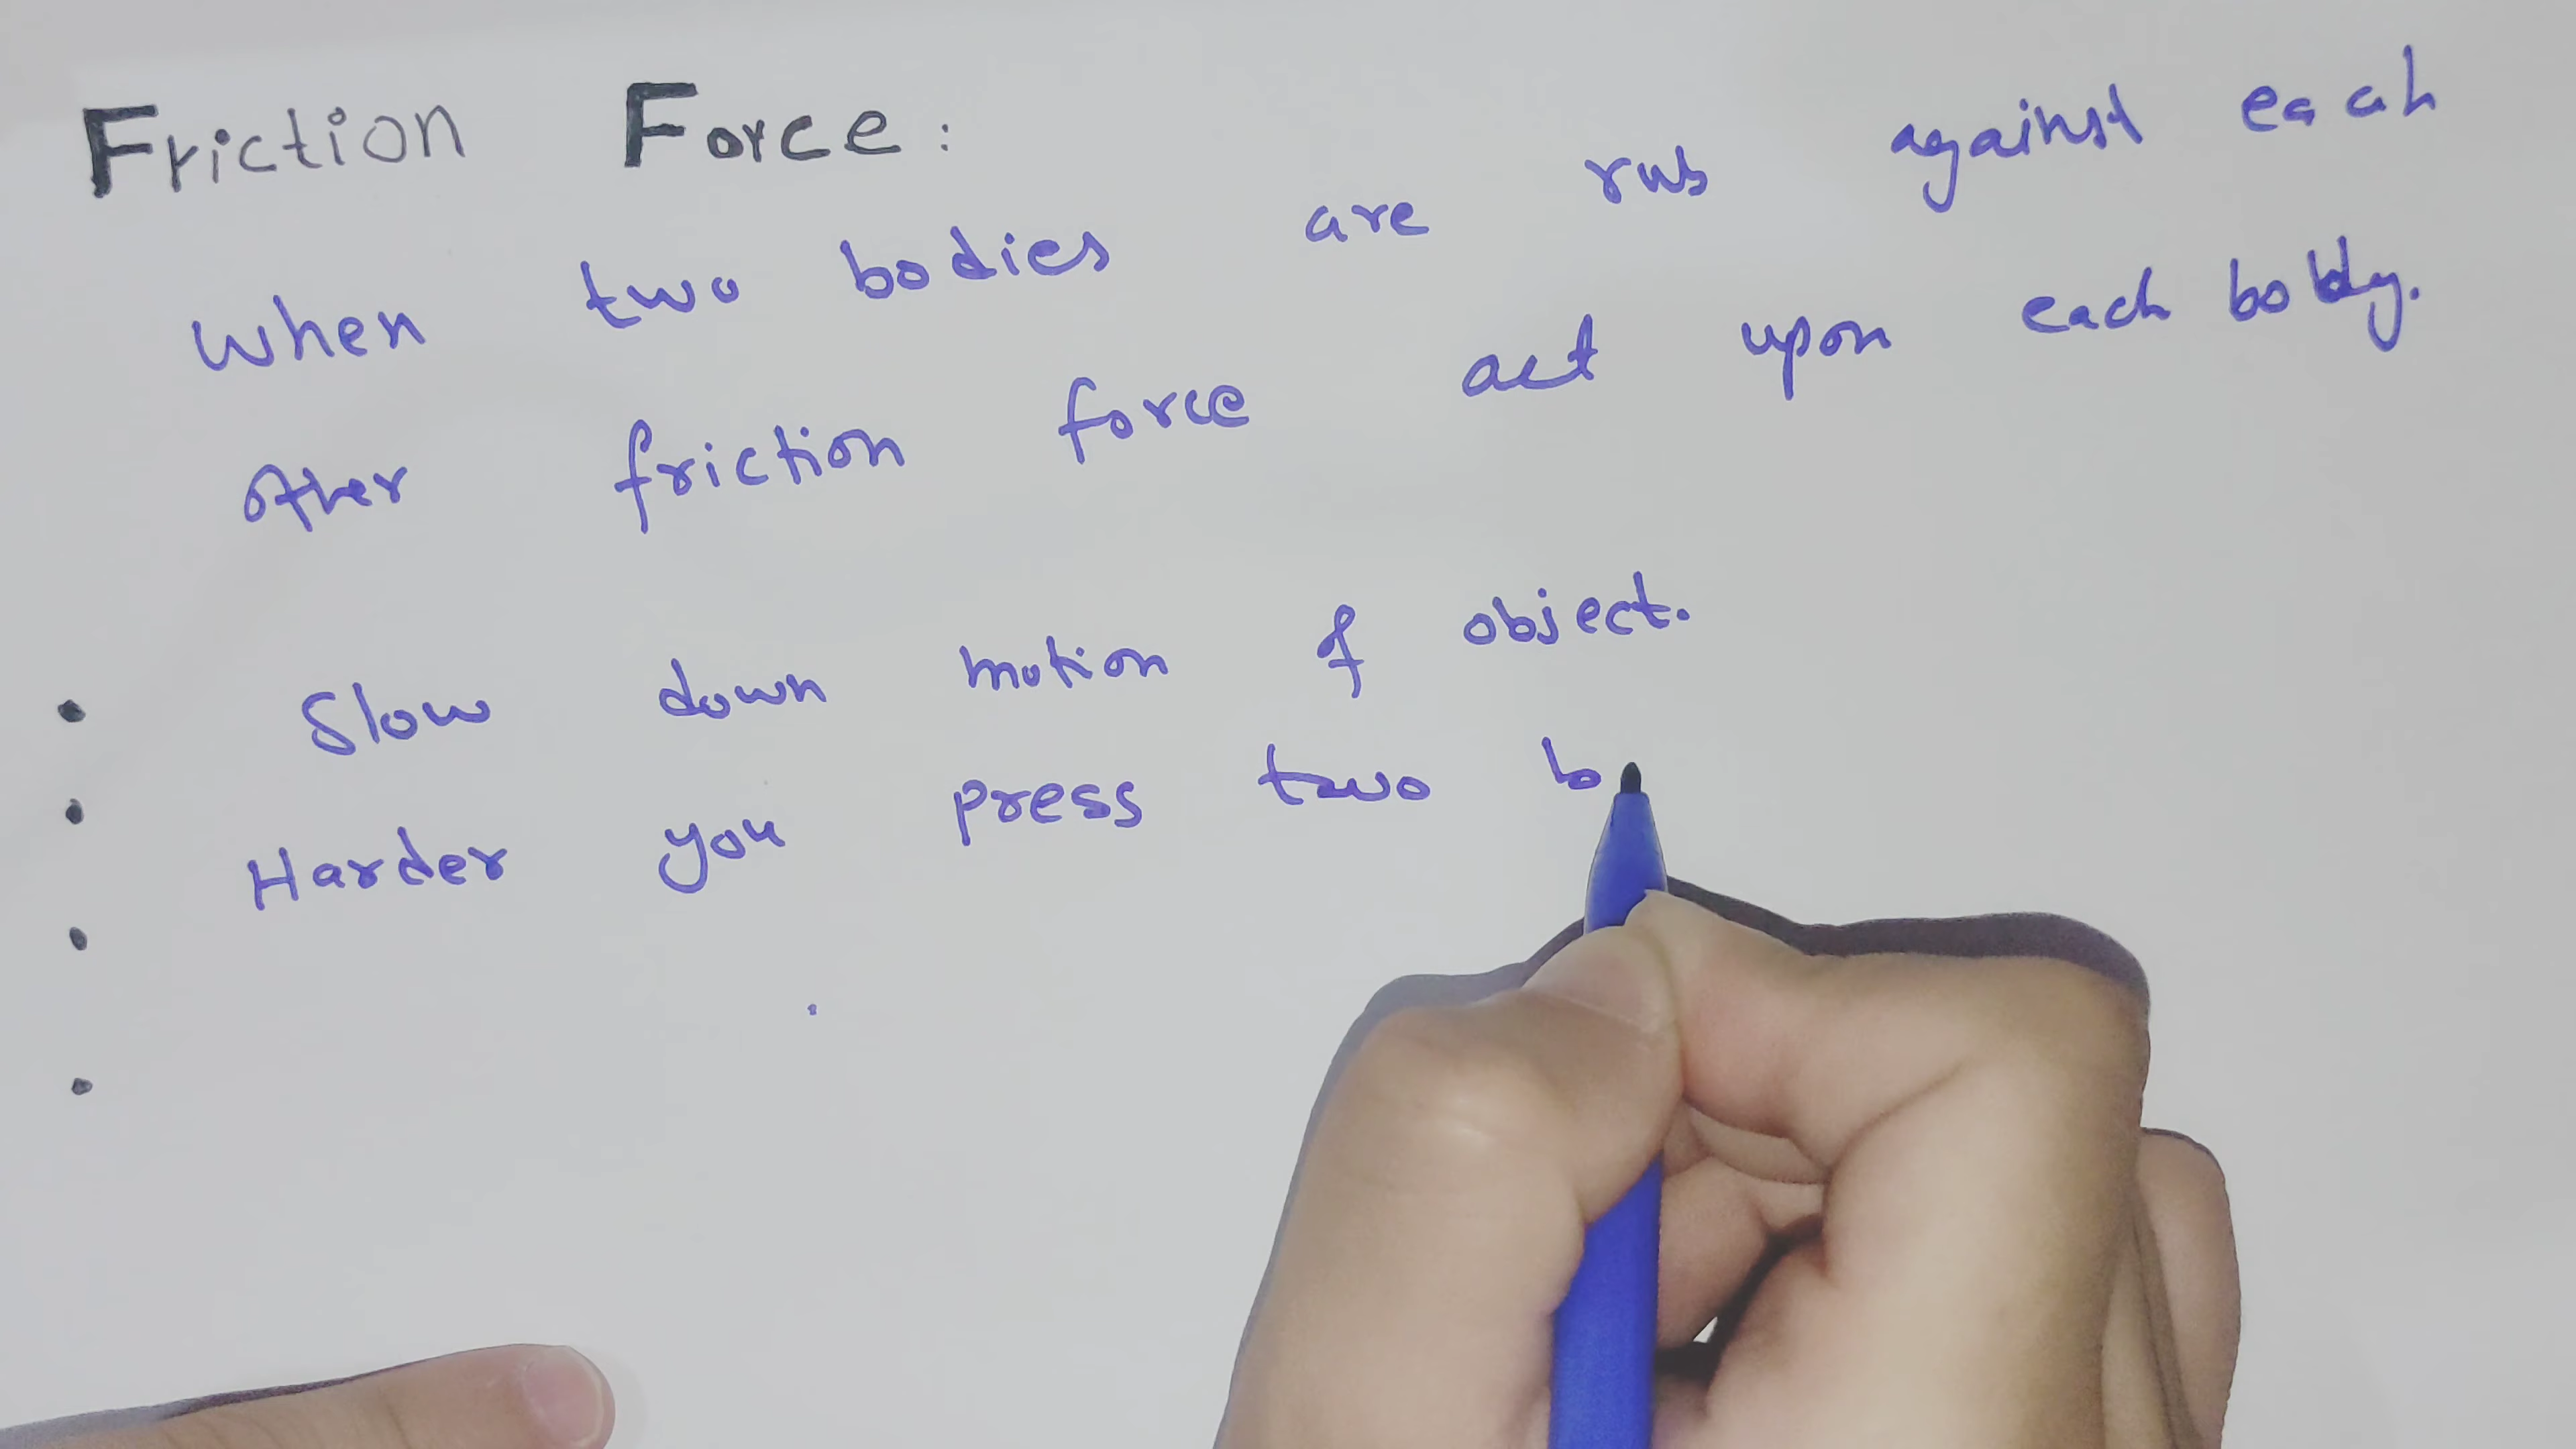 Friction Force:
When two bodies are rub against each
other friction force act upon each bobdy.
• Slow down motion of object.
• Harder you press two b
•
•